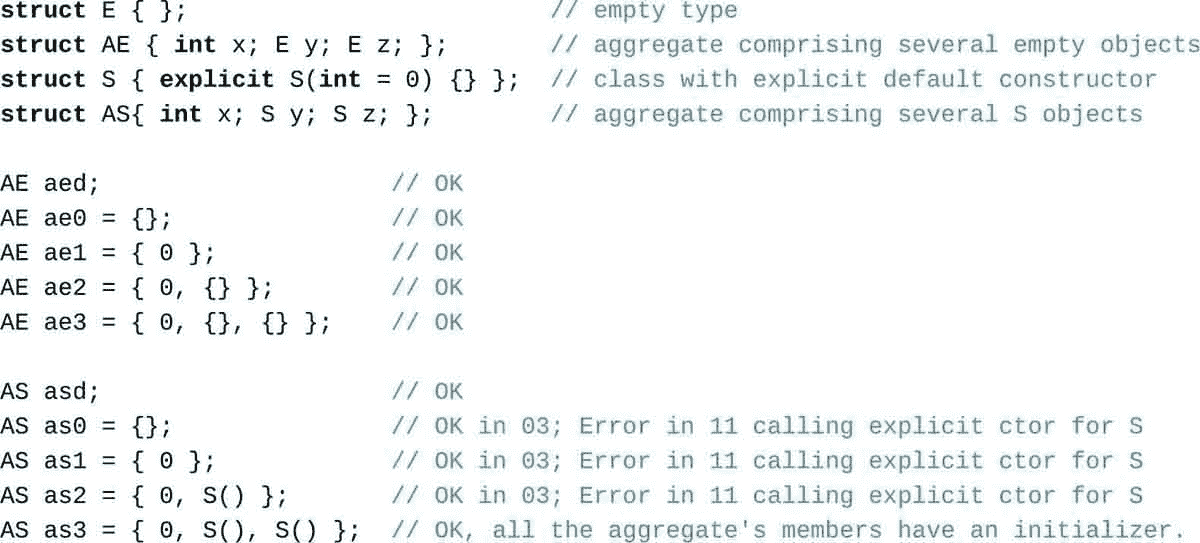 struct E { };                         // empty type
struct AE { int x; E y; E z; };       // aggregate comprising several empty objects
struct S { explicit S(int = 0) {} };  // class with explicit default constructor
struct AS{ int x; S y; S z; };        // aggregate comprising several S objects

AE aed;                    // OK
AE ae0 = {};               // OK
AE ae1 = { 0 };            // OK
AE ae2 = { 0, {} };        // OK
AE ae3 = { 0, {}, {} };    // OK

AS asd;                    // OK
AS as0 = {};               // OK in 03; Error in 11 calling explicit ctor for S
AS as1 = { 0 };            // OK in 03; Error in 11 calling explicit ctor for S
AS as2 = { 0, S() };       // OK in 03; Error in 11 calling explicit ctor for S
AS as3 = { 0, S(), S() };  // OK, all the aggregate's members have an initializer.